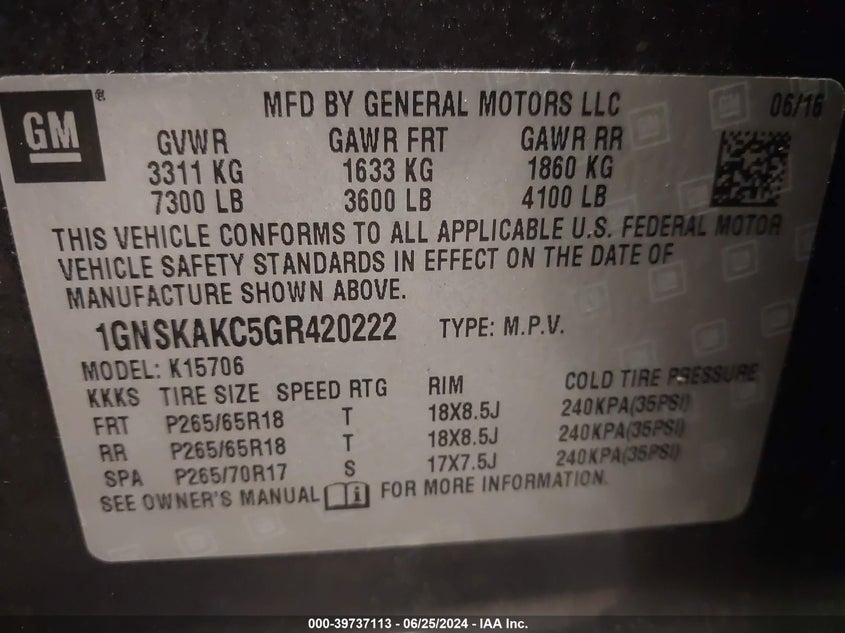 GM ® MFD BY GENERAL MOTORS LLC 06/16
GVWR GAWR FRT GAWR RR
3311 KG 1633 KG 1860 KG
7300 LB 3600 LB 4100 LB
THIS VEHICLE CONFORMS TO ALL APPLICABLE U.S. FEDERAL MOTOR
VEHICLE SAFETY STANDARDS IN EFFECT ON THE DATE OF
MANUFACTURE SHOWN ABOVE.
1GNSKAKC5GR420222 TYPE: M.P.V.
MODEL: K15706
KKKS TIRE SIZE SPEED RTG RIM COLD TIRE PRESSURE
FRT P265/65R18 T 18X8.5J 240KPA(35PSI)
RR P265/65R18 T 18X8.5J 240KPA(35PSI)
SPA P265/70R17 S 17X7.5J 240KPA(35PSI)
SEE OWNER'S MANUAL i FOR MORE INFORMATION.
000-39737113 - 06/25/2024 - IAA Inc.